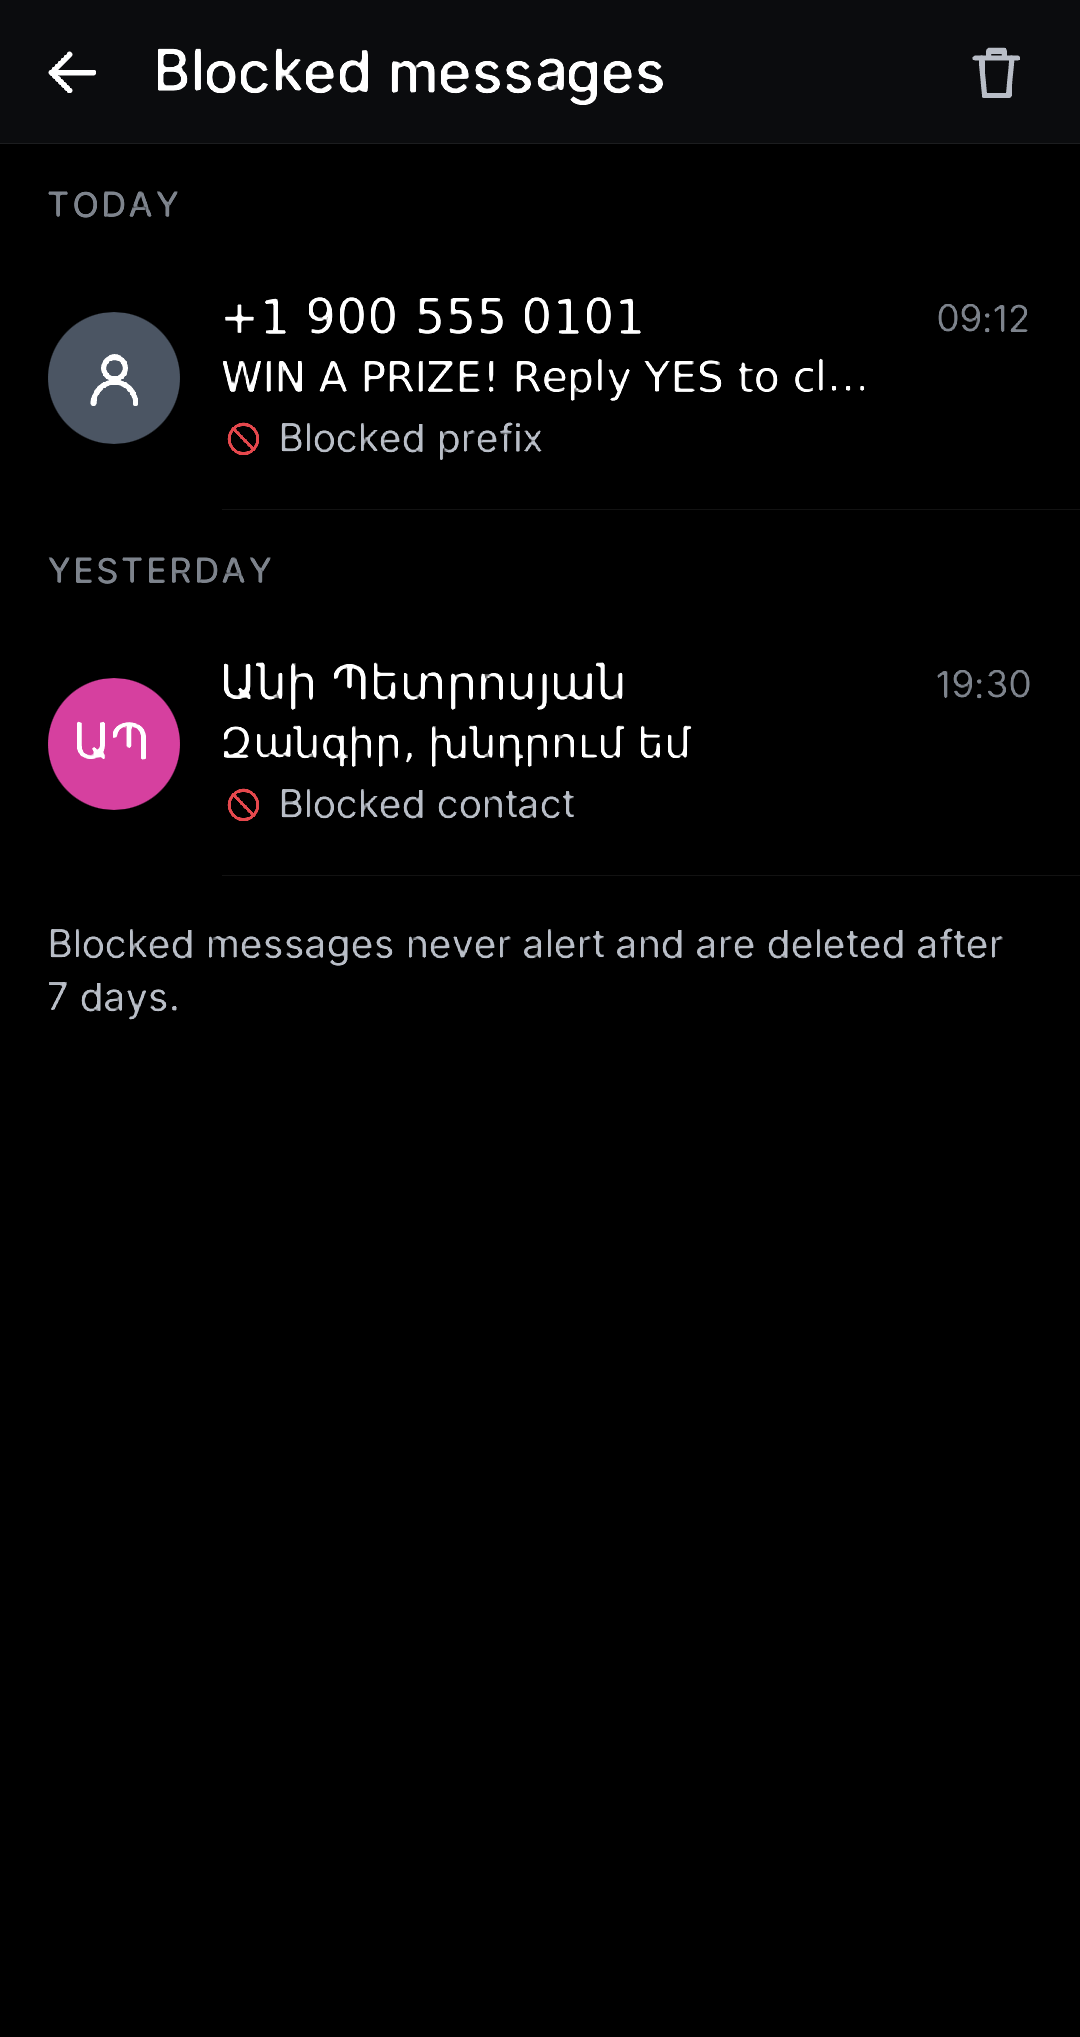 Blocked messages
TODAY
+1 900 555 0101
09:12
WIN A PRIZE! Reply YES to cl...
Blocked prefix
YESTERDAY
Անի Պետրոսյան
19:30
ԱՊ
Զանգիր, խնդրում եմ
Blocked contact
Blocked messages never alert and are deleted after
7 days.